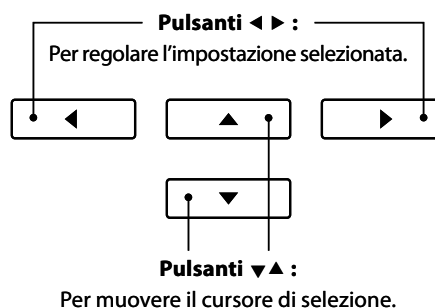 Pulsanti ◀ ▶ :
Per regolare l’impostazione selezionata.
Pulsanti ▼▲ :
Per muovere il cursore di selezione.